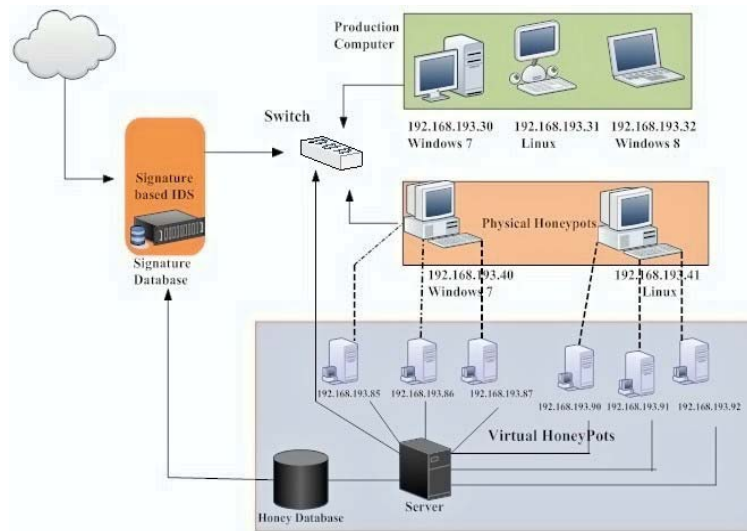 Production
Computer
Switch
192.168.193.30
Windows 7
192.168.193.31
Linux
192.168.193.32
Windows 8
Signature
based IDS
Signature
Database
Physical Honeypots
192.168.193.40
Windows 7
192.168.193.41
Linux
192.168.193.85
192.168.193.86
192.168.193.87
192.168.193.90
192.168.193.91
192.168.193.92
Virtual HoneyPots
Server
Honey Database